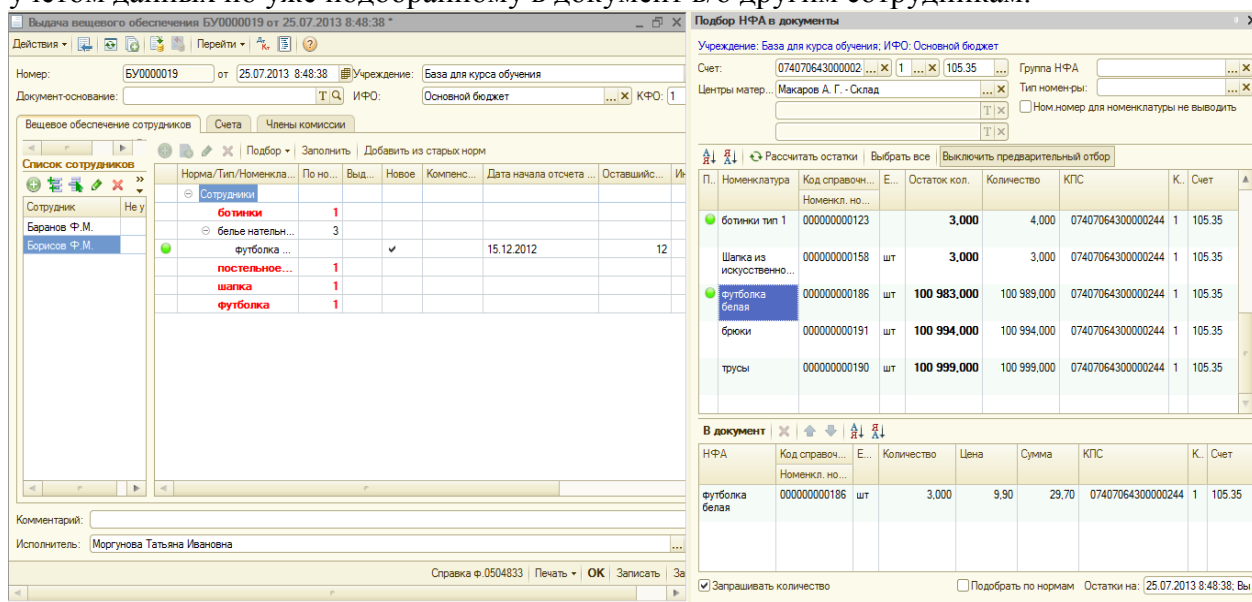 учетом данных по уже подобранному в документ в/о другим сотрудникам.
Выдача вещевого обеспечения БУ0000019 от 25.07.2013 8:48:38 *
Действия
Перейти
Номер: БУ0000019 от 25.07.2013 8:48:38 Учреждение: База для курса обучения
Документ-основание: T ИФО: Основной бюджет ... X КФО: 1
Вещевое обеспечение сотрудников Счета Члены комиссии
Список сотрудников
Подбор Заполнить Добавить из старых норм
Сотрудник Не у
Баранов Ф.М.
Борисов Ф.М.
Норма/Тип/Номенкла... По но... Выд... Новое Компенс... Дата начала отсчета ... Оставшийс...
Сотрудники
ботинки 1
белье нательн... 3
футболка ... ✔ 15.12.2012 12
постельное... 1
шапка 1
футболка 1
Комментарий:
Исполнитель: Моргунова Татьяна Ивановна ...
Справка ф.0504833 Печать OK Записать За
Подбор НФА в документы
Учреждение: База для курса обучения; ИФО: Основной бюджет
Счет: 074070643000002 ... X 1 ... X 105.35 ... Группа НФА ... X
Центры матер... Макаров А. Г. - Склад ... X Тип номен-ры: ... X
T X Ном.номер для номенклатуры не выводить
T X
Рассчитать остатки Выбрать все Выключить предварительный отбор
П.. Номенклатура Код справочн... Е... Остаток кол. Количество КПС К.. Счет
Номенкл. но...
ботинки тип 1 000000000123 3,000 4,000 07407064300000244 1 105.35
Шапка из искусственно... 000000000158 шт 3,000 3,000 07407064300000244 1 105.35
футболка белая 000000000186 шт 100 983,000 100 989,000 07407064300000244 1 105.35
брюки 000000000191 шт 100 994,000 100 994,000 07407064300000244 1 105.35
трусы 000000000190 шт 100 999,000 100 999,000 07407064300000244 1 105.35
В документ
НФА Код справоч... Е... Количество Цена Сумма КПС К.. Счет
Номенкл. но...
футболка белая 000000000186 шт 3,000 9,90 29,70 07407064300000244 1 105.35
Запрашивать количество Подобрать по нормам Остатки на: 25.07.2013 8:48:38; Вы